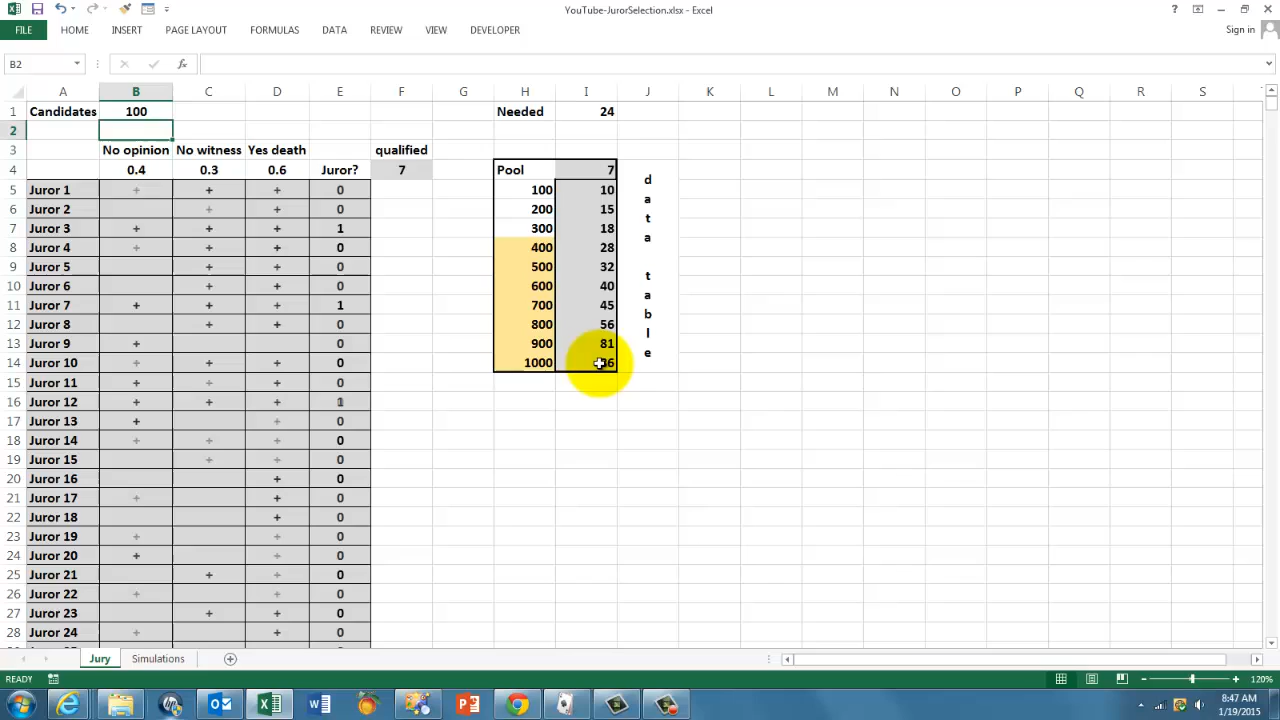 YouTube-JurorSelection.xlsx - Excel
FILE HOME INSERT PAGE LAYOUT FORMULAS DATA REVIEW VIEW DEVELOPER Sign in
B2
A B C D E F G H I J K L M N O P Q R S
1 Candidates 100 Needed 24
2
3 No opinion No witness Yes death qualified
4 0.4 0.3 0.6 Juror? 7 Pool 7 d
5 Juror 1 + + + 0 100 10 a
6 Juror 2 + + 0 200 15 t
7 Juror 3 + + + 1 300 18 a
8 Juror 4 + + + 0 400 28
9 Juror 5 + + 0 500 32 t
10 Juror 6 + + 0 600 40 a
11 Juror 7 + + + 1 700 45 b
12 Juror 8 + + 0 800 56 l
13 Juror 9 + 0 900 81 e
14 Juror 10 + + + 0 1000
15 Juror 11 + + + 0
16 Juror 12 + + + 1
17 Juror 13 + + 0
18 Juror 14 + + + 0
19 Juror 15 + + 0
20 Juror 16 + 0
21 Juror 17 + + 0
22 Juror 18 + 0
23 Juror 19 + + 0
24 Juror 20 + + 0
25 Juror 21 + + 0
26 Juror 22 + + 0
27 Juror 23 + + 0
28 Juror 24 + + 0
Jury Simulations
READY 120%
8:47 AM
1/19/2015